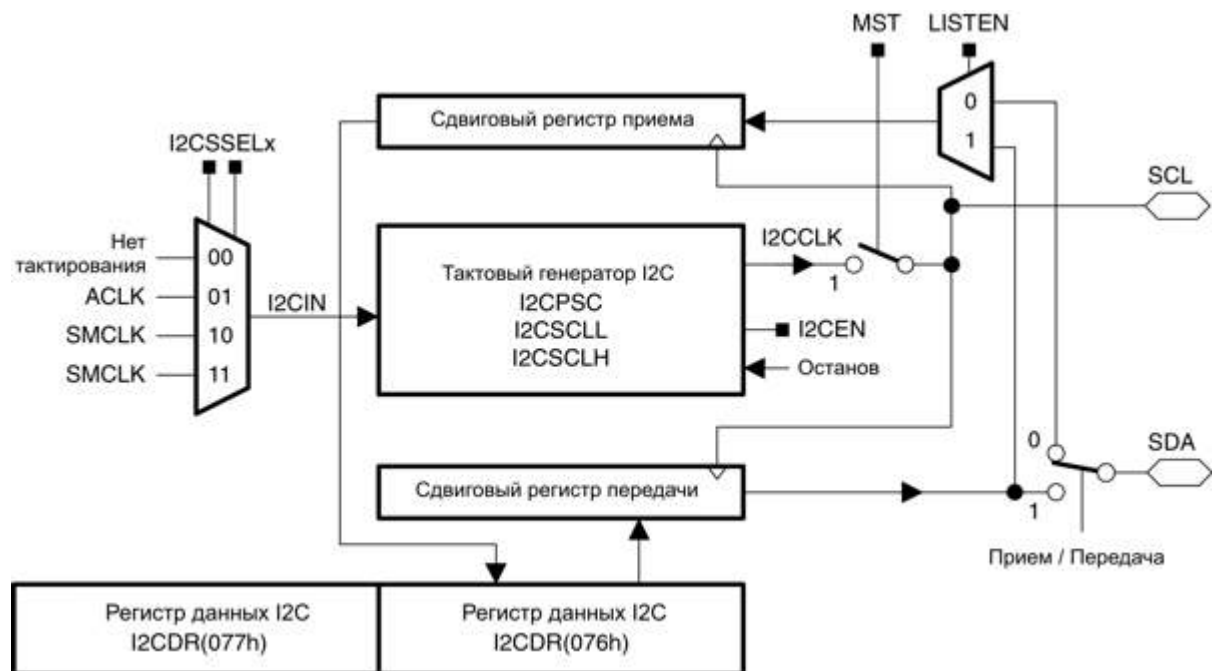 MST LISTEN
0
Сдвиговый регистр приема
1
I2CSSELx
SCL
I2CCLK
Нет
тактирования
00
Тактовый генератор I2C
1
ACLK
01
I2CIN
I2CPSC
SMCLK
10
I2CSCLL
I2CEN
I2CSCLH
SMCLK
11
Останов
0
SDA
Сдвиговый регистр передачи
1
Прием / Передача
Регистр данных I2C
I2CDR(077h)
Регистр данных I2C
I2CDR(076h)